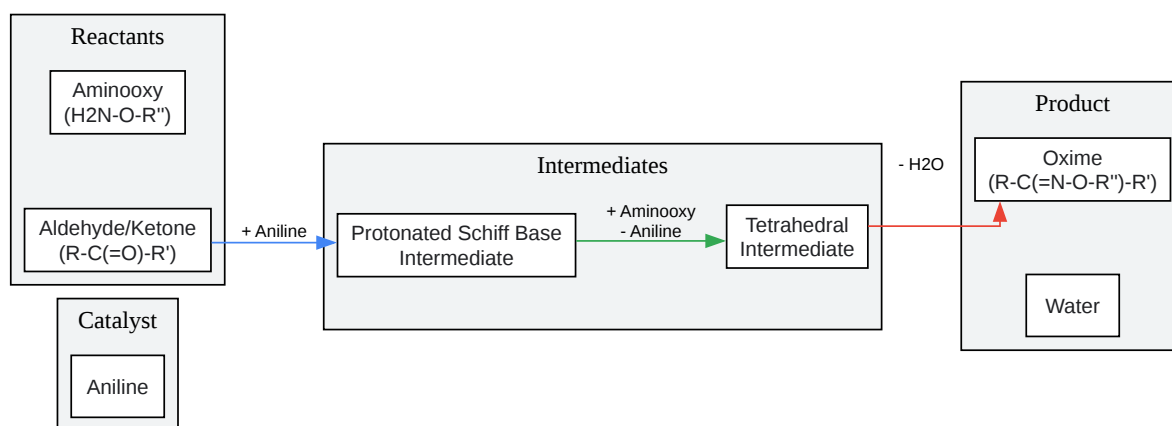 Reactants
Aminooxy
(H2N-O-R")
Aldehyde/Ketone
(R-C(=O)-R')
Catalyst
Aniline
+ Aniline
Intermediates
Protonated Schiff Base
Intermediate
+ Aminooxy
- Aniline
Tetrahedral
Intermediate
- H2O
Product
Oxime
(R-C(=N-O-R")-R')
Water